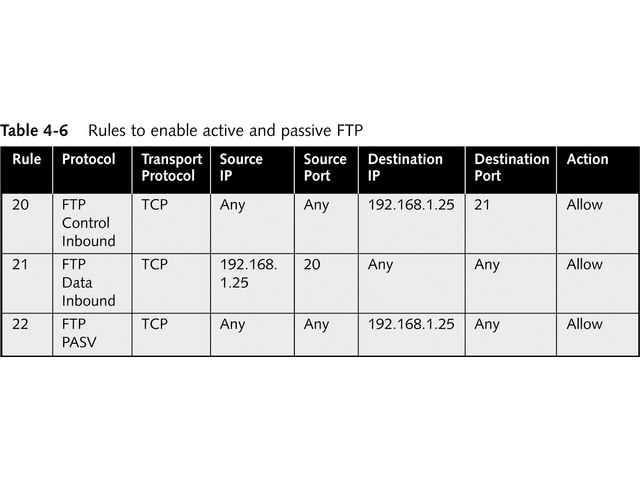 Table 4-6 Rules to enable active and passive FTP
Rule Protocol Transport Protocol Source IP Source Port Destination IP Destination Port Action
20 FTP Control Inbound TCP Any Any 192.168.1.25 21 Allow
21 FTP Data Inbound TCP 192.168.1.25 20 Any Any Allow
22 FTP PASV TCP Any Any 192.168.1.25 Any Allow